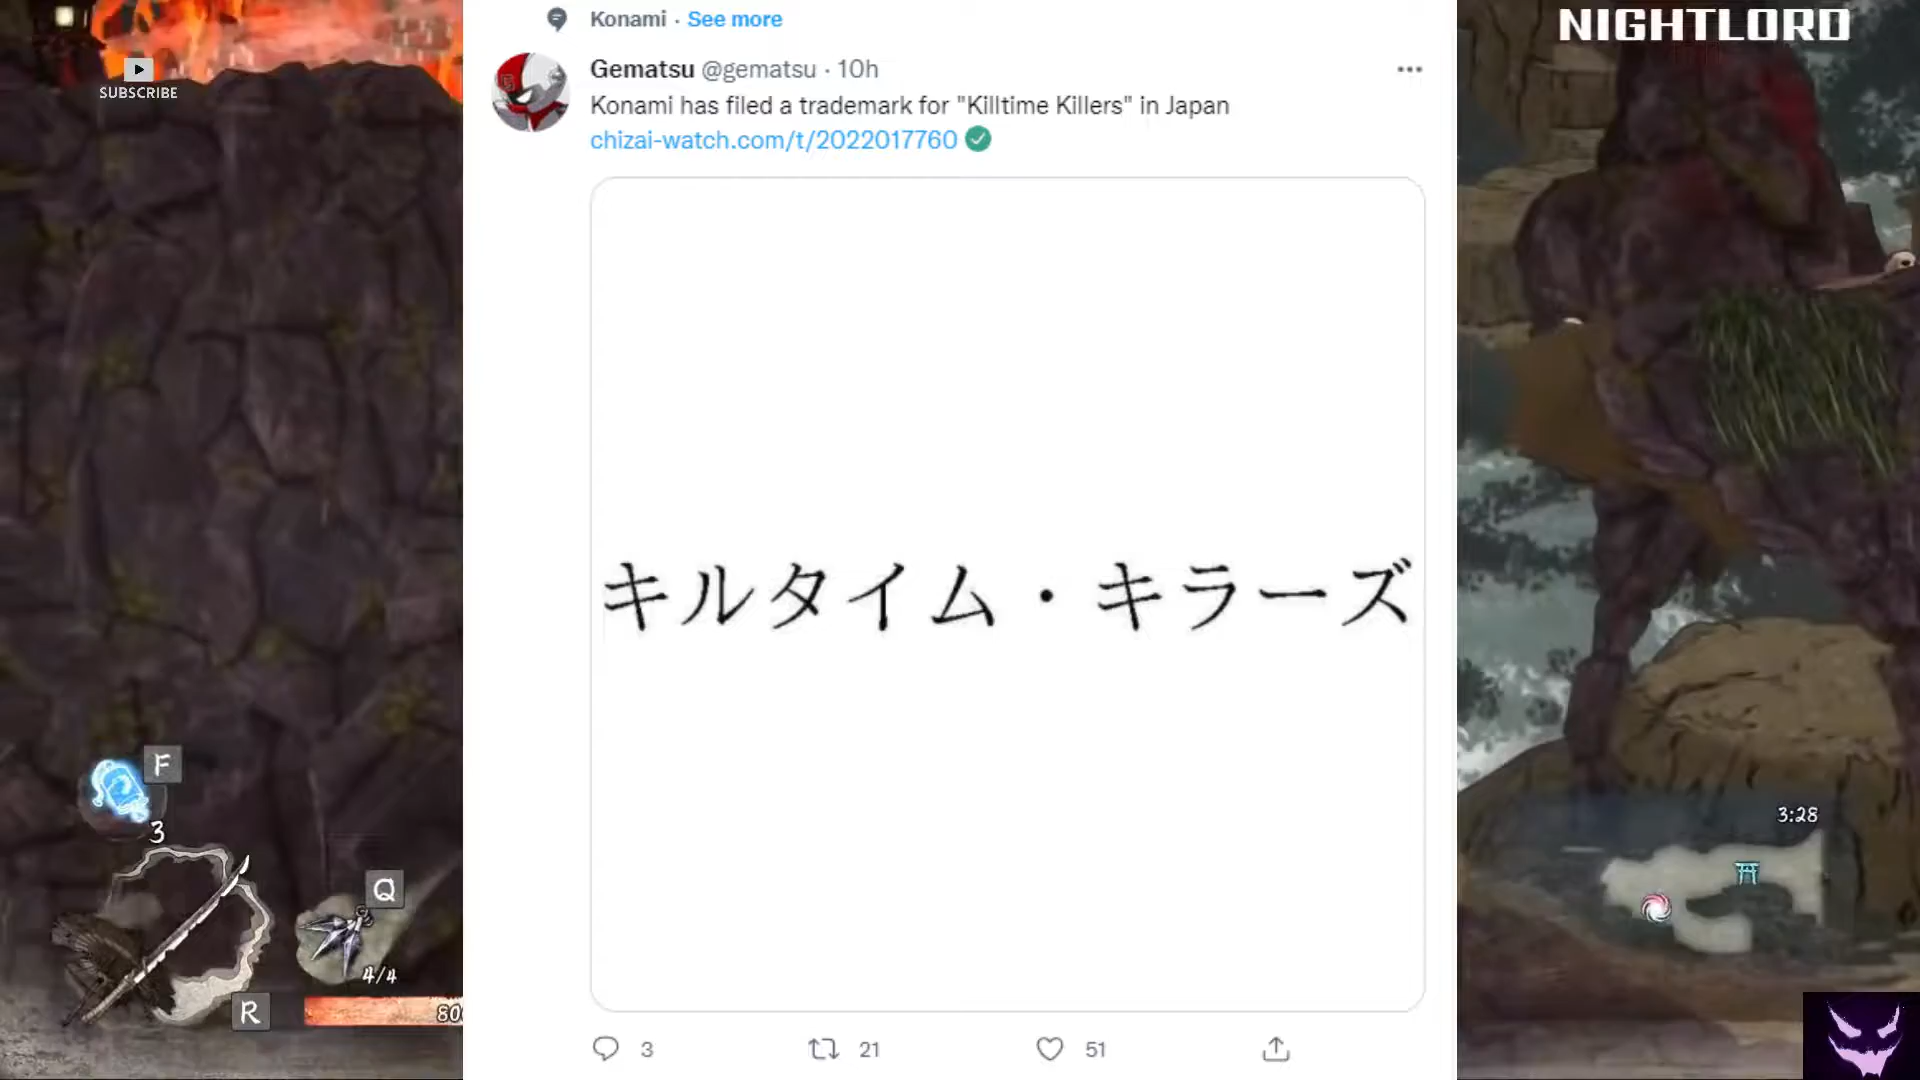 Konami · See more
NIGHTLORD
Gematsu @gematsu · 10h
SUBSCRIBE
Konami has filed a trademark for "Killtime Killers" in Japan
chizai-watch.com/t/2022017760
キルタイム・キラーズ
F
3
3:28
Q
4/4
R
80
3
21
51